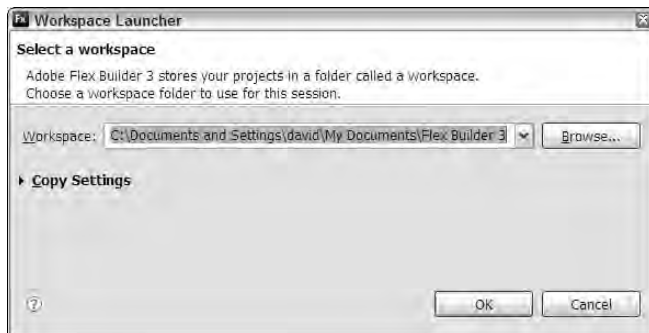 Fx Workspace Launcher
Select a workspace
Adobe Flex Builder 3 stores your projects in a folder called a workspace.
Choose a workspace folder to use for this session.
Workspace: C:\Documents and Settings\david\My Documents\Flex Builder 3 Browse...
Copy Settings
? OK Cancel